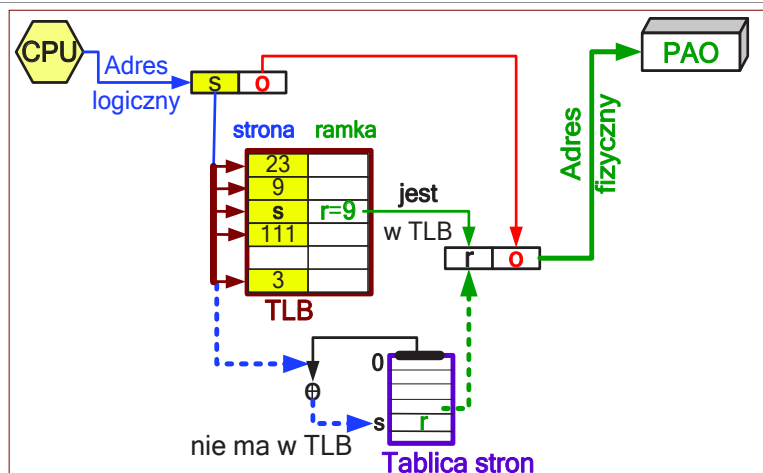 CPU
Adres
logiczny
s o
PAO
Adres
fizyczny
strona ramka
23
9
s r=9
111
3
TLB
jest
w TLB
r o
0
s r
nie ma w TLB
Tablica stron